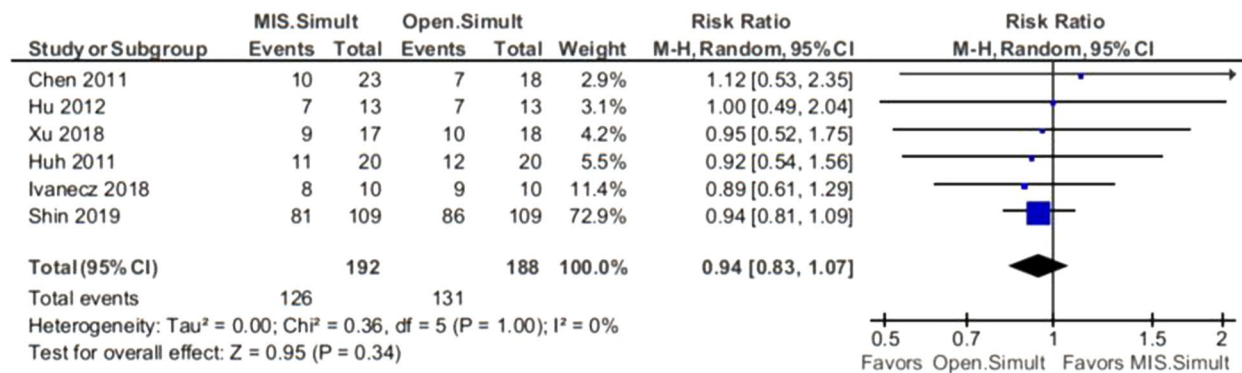 MIS.Simult Open.Simult Risk Ratio Risk Ratio
Study or Subgroup Events Total Events Total Weight M-H, Random, 95% CI M-H, Random, 95% CI
Chen 2011 10 23 7 18 2.9% 1.12 [0.53, 2.35]
Hu 2012 7 13 7 13 3.1% 1.00 [0.49, 2.04]
Xu 2018 9 17 10 18 4.2% 0.95 [0.52, 1.75]
Huh 2011 11 20 12 20 5.5% 0.92 [0.54, 1.56]
Ivanecz 2018 8 10 9 10 11.4% 0.89 [0.61, 1.29]
Shin 2019 81 109 86 109 72.9% 0.94 [0.81, 1.09]
Total (95% CI) 192 188 100.0% 0.94 [0.83, 1.07]
Total events 126 131
Heterogeneity: Tau² = 0.00; Chi² = 0.36, df = 5 (P = 1.00); I² = 0%
Test for overall effect: Z = 0.95 (P = 0.34)
0.5 0.7 1 1.5 2
Favors Open.Simult Favors MIS.Simult